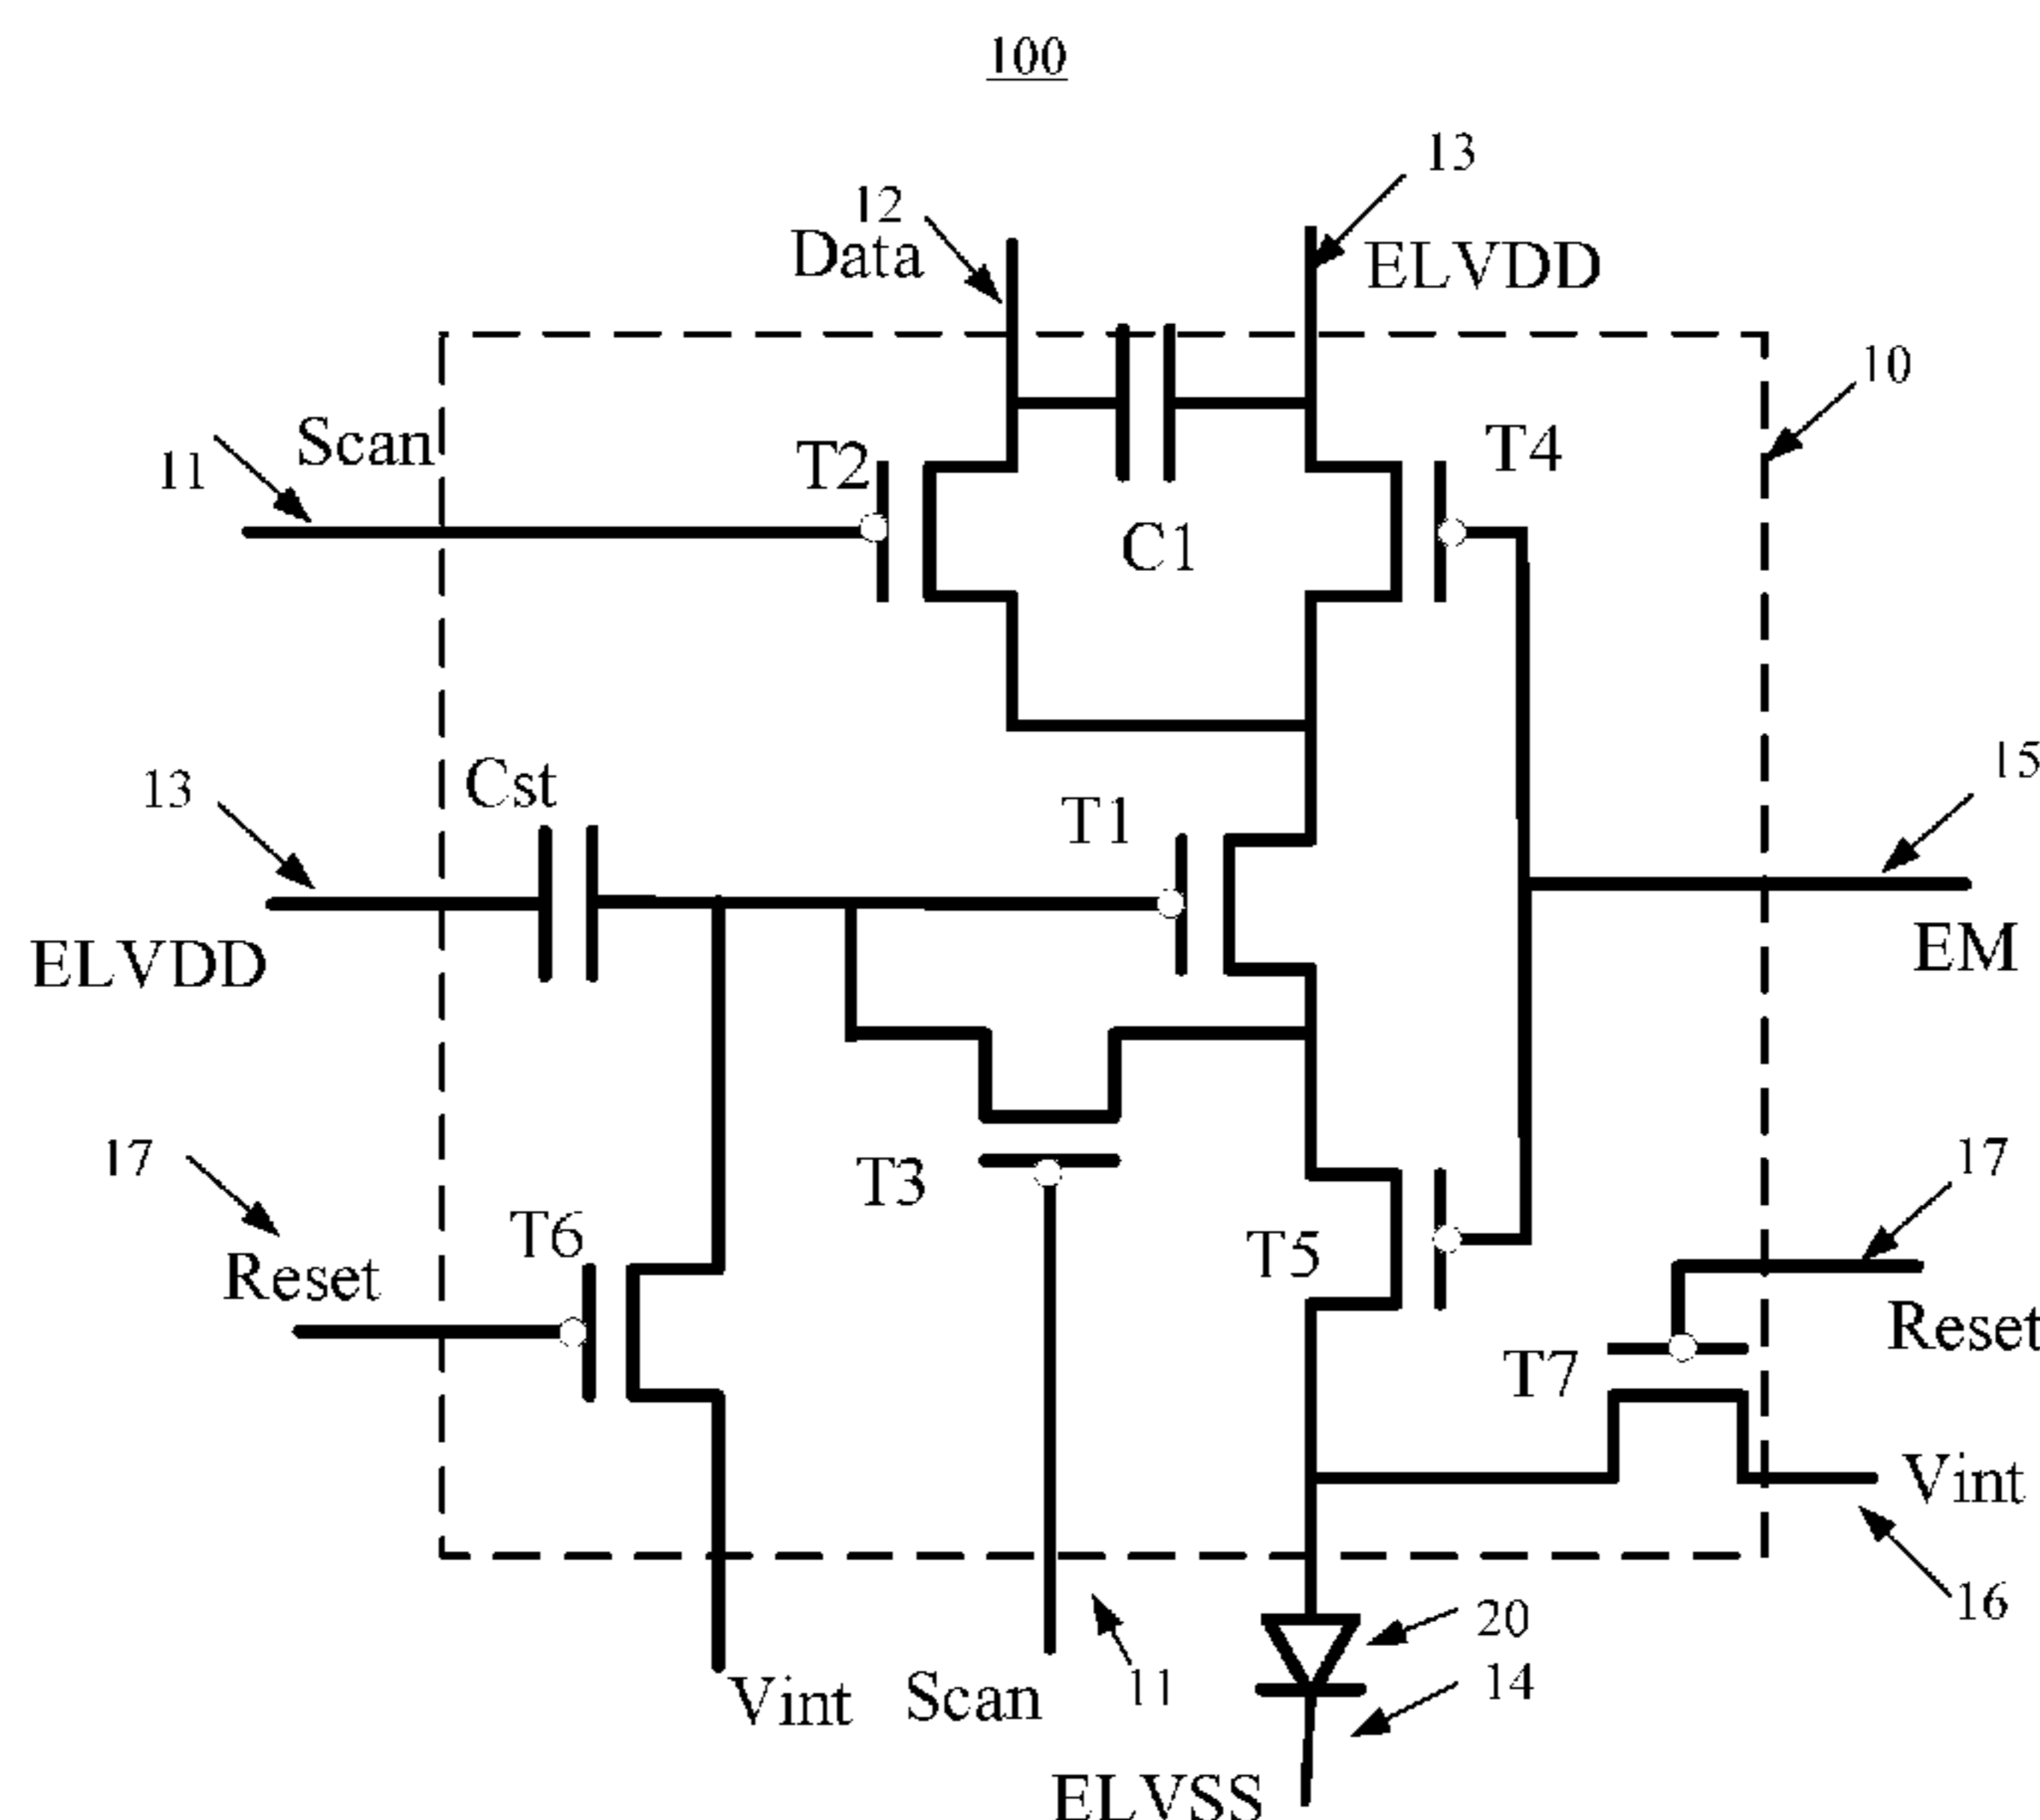 100
13
12
Data
ELVDD
10
Scan
11
T2
T4
C1
15
13
Cst
T1
ELVDD
EM
17
T3
17
T6
T5
Reset
Reset
T7
Vint
16
20
11
14
Vint
Scan
ELVSS